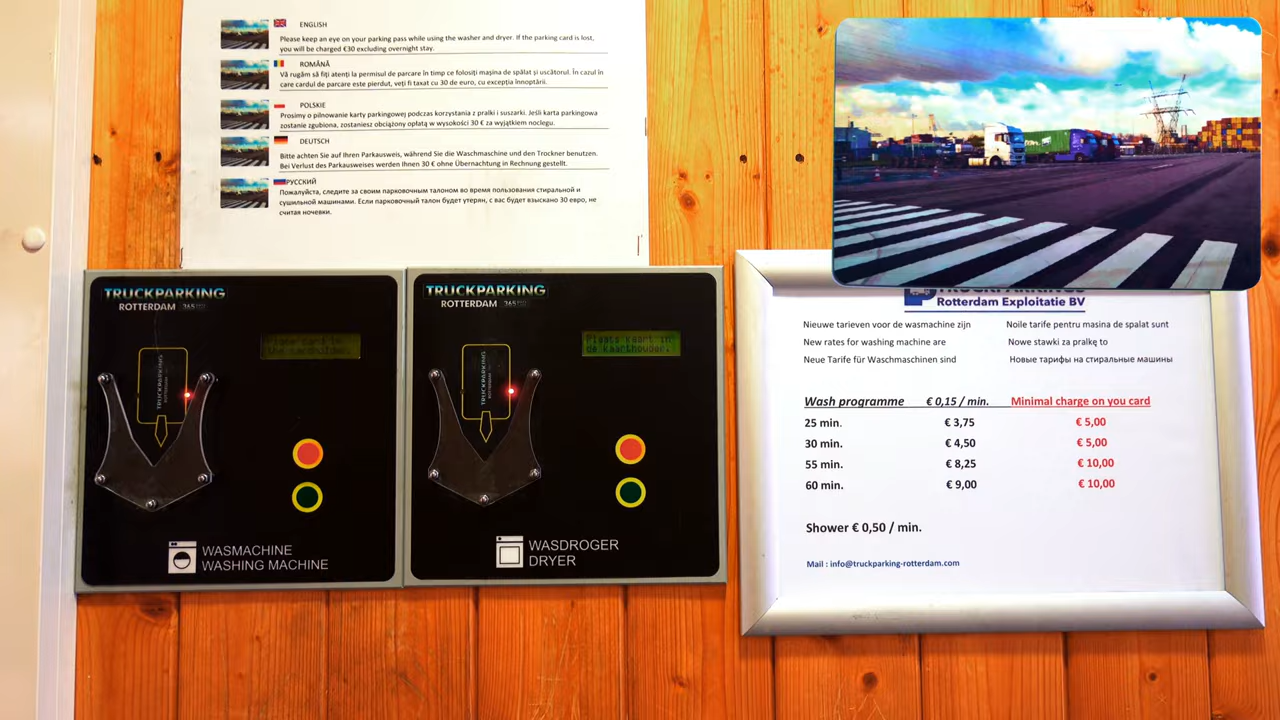 ENGLISH
Please keep an eye on your parking pass while using the washer and dryer. If the parking card is lost,
you will be charged €30 excluding overnight stay.
ROMÂNĂ
Vă rugăm să fiți atenți la permisul de parcare în timp ce folosiți mașina de spălat și uscătorul. În cazul în
care cardul de parcare este pierdut, veți fi taxat cu 30 de euro, cu excepția înnoptării.
POLSKIE
Prosimy o pilnowanie karty parkingowej podczas korzystania z pralki i suszarki. Jeśli karta parkingowa
zostanie zgubiona, zostaniesz obciążony opłatą w wysokości 30 € za wyjątkiem noclegu.
DEUTSCH
Bitte achten Sie auf Ihren Parkausweis, während Sie die Waschmaschine und den Trockner benutzen.
Bei Verlust des Parkausweises werden Ihnen 30 € ohne Übernachtung in Rechnung gestellt.
РУССКИЙ
Пожалуйста, следите за своим парковочным талоном во время пользования стиральной и
сушильной машинами. Если парковочный талон будет утерян, с вас будет взыскано 30 евро, не
считая ночевки.
TRUCKPARKING
ROTTERDAM 365
Please card in
the cardholder.
TRUCKPARKING
WASMACHINE
WASHING MACHINE
TRUCKPARKING
ROTTERDAM 365
Plaats kaart in
de kaarthouder.
TRUCKPARKING
WASDROGER
DRYER
Rotterdam Exploitatie BV
Nieuwe tarieven voor de wasmachine zijn
Noile tarife pentru masina de spalat sunt
New rates for washing machine are
Nowe stawki za pralkę to
Neue Tarife für Waschmaschinen sind
Новые тарифы на стиральные машины
Wash programme € 0,15 / min. Minimal charge on you card
25 min. € 3,75 € 5,00
30 min. € 4,50 € 5,00
55 min. € 8,25 € 10,00
60 min. € 9,00 € 10,00
Shower € 0,50 / min.
Mail : info@truckparking-rotterdam.com